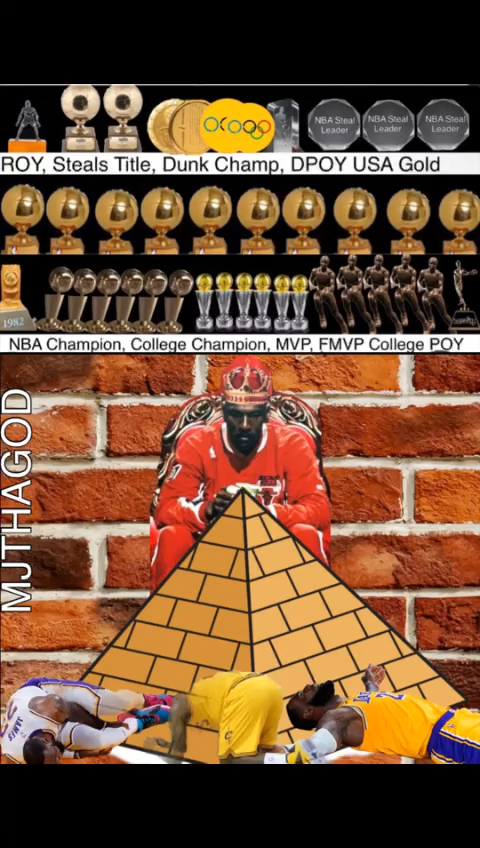 NBA Steal
Leader
NBA Steal
Leader
NBA Steal
Leader
ROY, Steals Title, Dunk Champ, DPOY USA Gold
1982
NBA Champion, College Champion, MVP, FMVP College POY
MJTHAGOD
JAMES